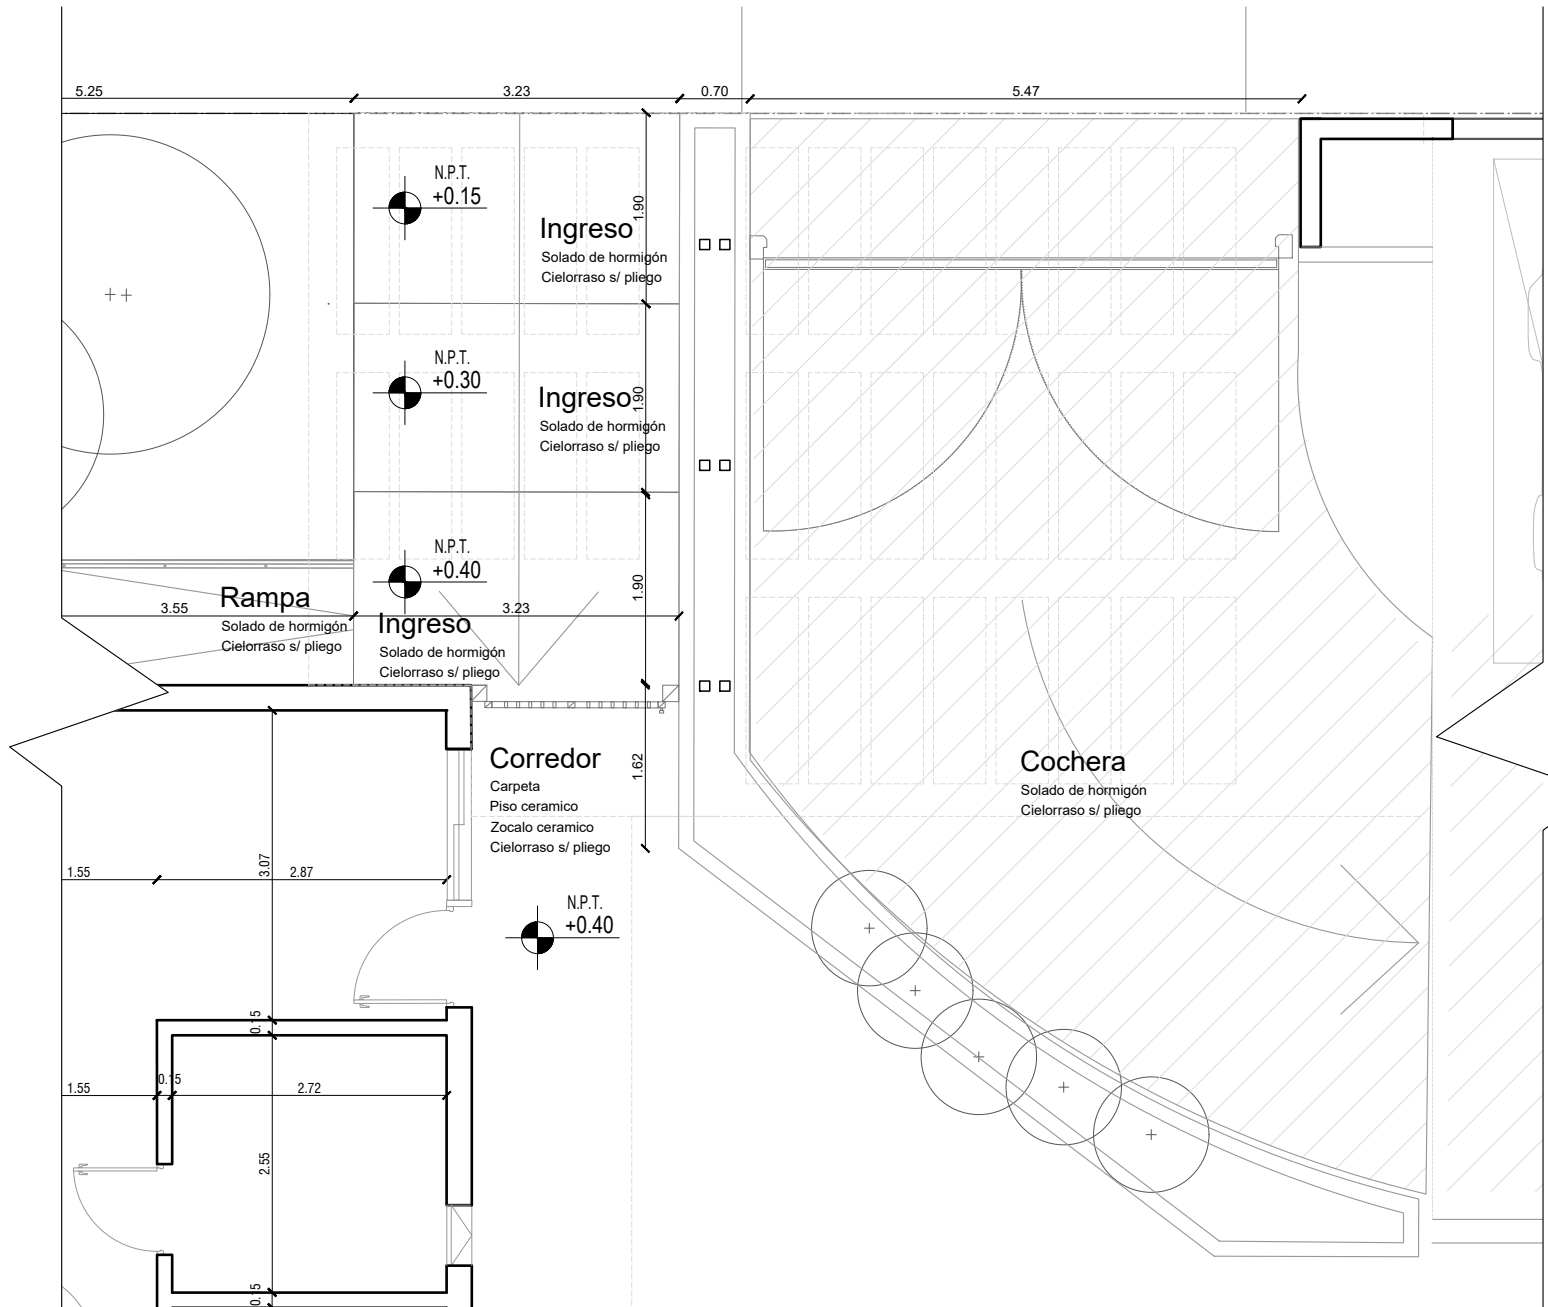 5.25
3.23
0.70
5.47
N.P.T.
+0.15
1.90
Ingreso
Solado de hormigón
Cielorraso s/ pliego
N.P.T.
+0.30
1.90
Ingreso
Solado de hormigón
Cielorraso s/ pliego
N.P.T.
+0.40
1.90
Rampa
Solado de hormigón
Cielorraso s/ pliego
3.55
3.23
Ingreso
Solado de hormigón
Cielorraso s/ pliego
Corredor
Carpeta
Piso ceramico
Zocalo ceramico
Cielorraso s/ pliego
1.62
Cochera
Solado de hormigón
Cielorraso s/ pliego
1.55
3.07
2.87
N.P.T.
+0.40
0.15
1.55
0.15
2.72
2.55
0.15